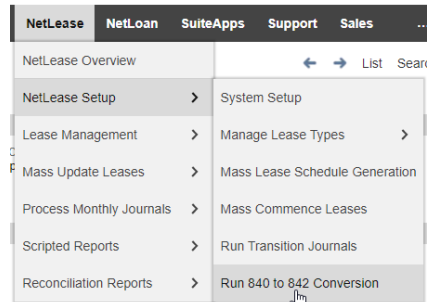 NetLease NetLoan SuiteApps Support Sales ...
NetLease Overview
List
NetLease Setup
System Setup
Lease Management
Manage Lease Types
Mass Update Leases
Mass Lease Schedule Generation
Process Monthly Journals
Mass Commence Leases
Scripted Reports
Run Transition Journals
Reconciliation Reports
Run 840 to 842 Conversion